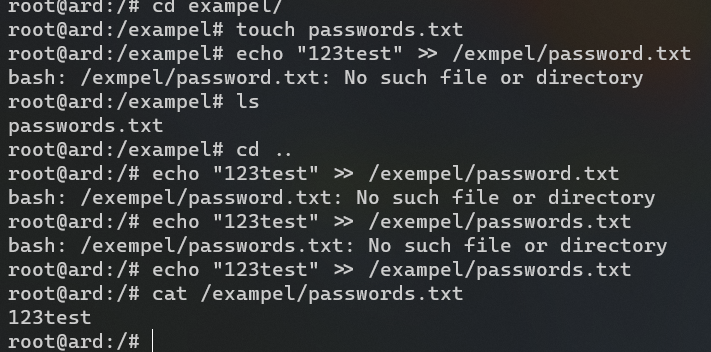 root@ard:/# cd exampel/
root@ard:/exampel# touch passwords.txt
root@ard:/exampel# echo "123test" >> /exmpel/password.txt
bash: /exmpel/password.txt: No such file or directory
root@ard:/exampel# ls
passwords.txt
root@ard:/exampel# cd ..
root@ard:/# echo "123test" >> /exempel/password.txt
bash: /exempel/password.txt: No such file or directory
root@ard:/# echo "123test" >> /exempel/passwords.txt
bash: /exempel/passwords.txt: No such file or directory
root@ard:/# echo "123test" >> /exampel/passwords.txt
root@ard:/# cat /exampel/passwords.txt
123test
root@ard:/#